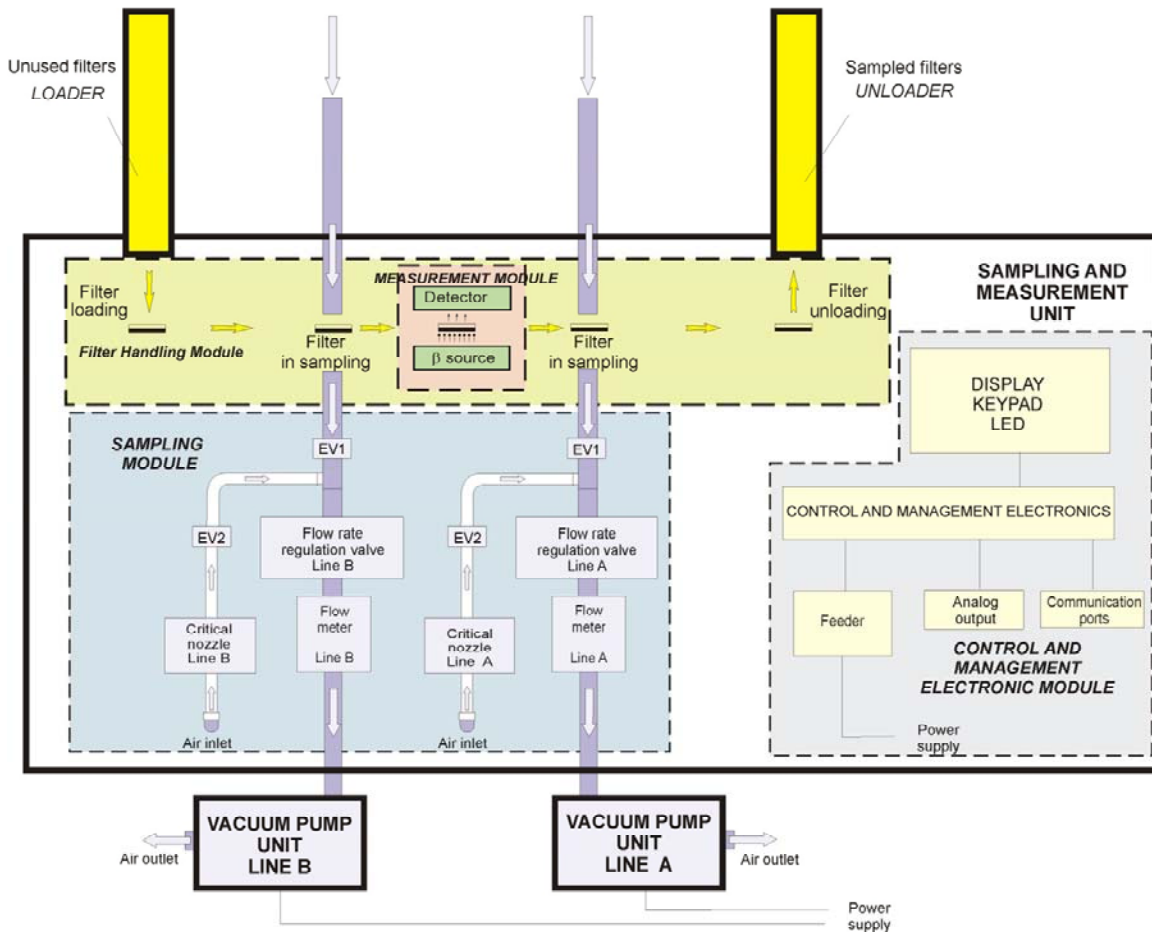 Unused filters
LOADER
Sampled filters
UNLOADER
Filter
loading
Filter Handling Module
Filter
in sampling
MEASUREMENT MODULE
Detector
β source
Filter
in sampling
Filter
unloading
SAMPLING AND
MEASUREMENT
UNIT
SAMPLING
MODULE
EV1
EV2
Flow rate
regulation valve
Line B
Critical
nozzle
Line B
Flow
meter
Line B
Air inlet
EV1
EV2
Flow rate
regulation valve
Line A
Critical
nozzle
Line A
Flow
meter
Line A
Air inlet
DISPLAY
KEYPAD
LED
CONTROL AND MANAGEMENT ELECTRONICS
Feeder
Analog
output
Communication
ports
CONTROL AND
MANAGEMENT
ELECTRONIC MODULE
Power
supply
VACUUM PUMP
UNIT
LINE B
Air outlet
VACUUM PUMP
UNIT
LINE A
Air outlet
Power
supply